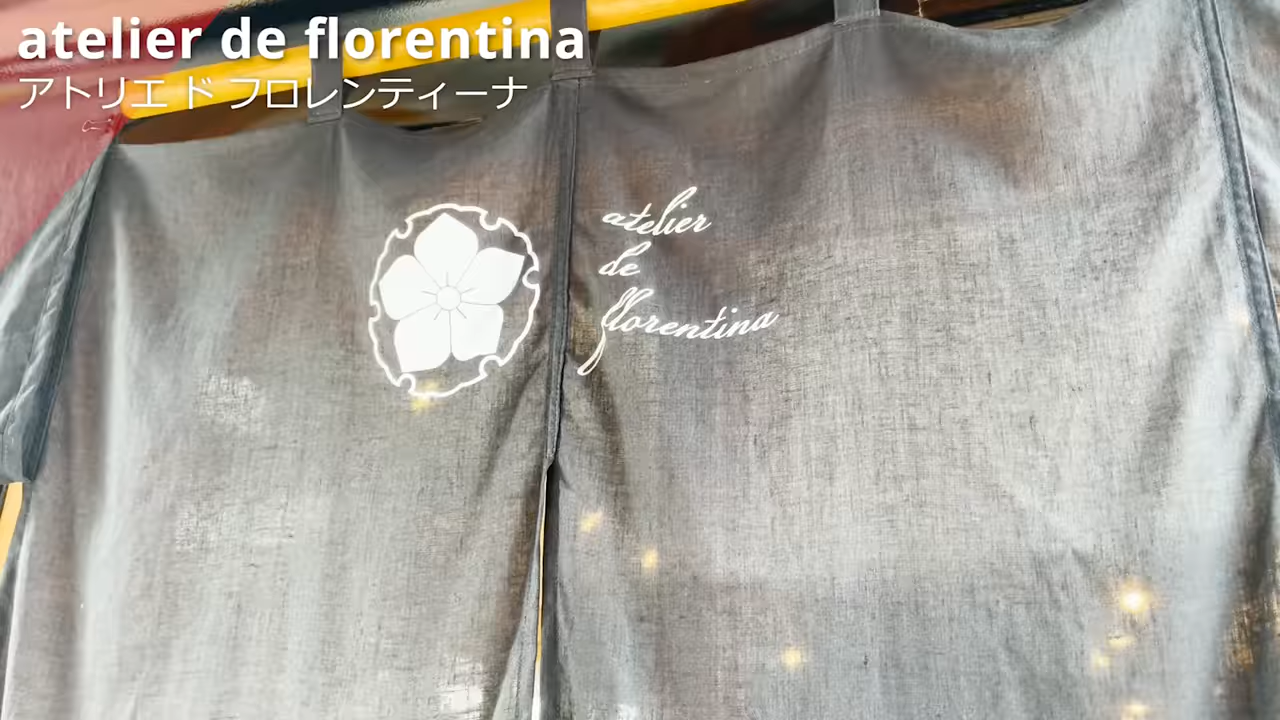 atelier de florentina
アトリエ ド フロレンティーナ
atelier
de
florentina